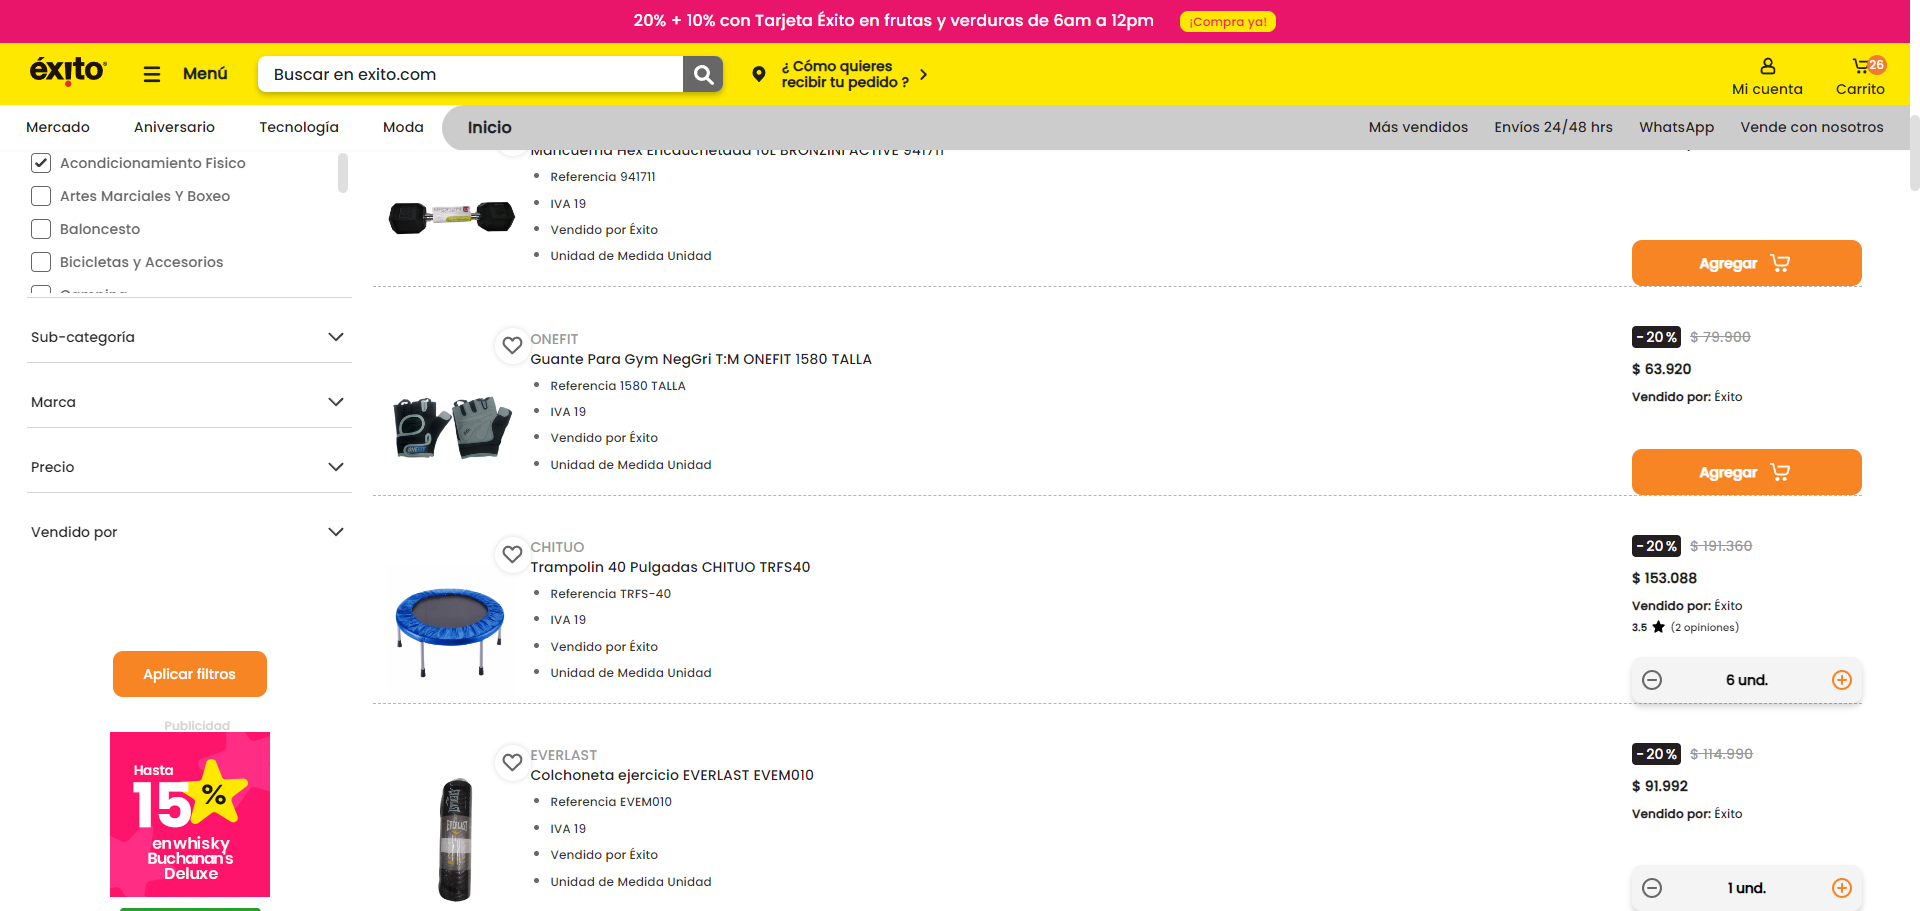 20% + 10% con Tarjeta Éxito en frutas y verduras de 6am a 12pm
¡Compra ya!
éxito
Menú
Buscar en exito.com
¿ Cómo quieres
recibir tu pedido ?
Mi cuenta
26
Carrito
Mercado
Aniversario
Tecnología
Moda
Inicio
Más vendidos
Envíos 24/48 hrs
WhatsApp
Vende con nosotros
Acondicionamiento Fisico
Artes Marciales Y Boxeo
Baloncesto
Bicicletas y Accesorios
Camping
Sub-categoría
Marca
Precio
Vendido por
Aplicar filtros
Publicidad
Hasta
15%
en whisky
Buchanan's
Deluxe
Mancuerna Hex Encauchetada 10L BRONZINI ACTIVE 941711
Referencia 941711
IVA 19
Vendido por Éxito
Unidad de Medida Unidad
Agregar
ONEFIT
Guante Para Gym NegGri T:M ONEFIT 1580 TALLA
Referencia 1580 TALLA
IVA 19
Vendido por Éxito
Unidad de Medida Unidad
-20% $ 79.900
$ 63.920
Vendido por: Éxito
Agregar
CHITUO
Trampolin 40 Pulgadas CHITUO TRFS40
Referencia TRFS-40
IVA 19
Vendido por Éxito
Unidad de Medida Unidad
-20% $ 191.360
$ 153.088
Vendido por: Éxito
3.5 (2 opiniones)
6 und.
EVERLAST
Colchoneta ejercicio EVERLAST EVEM010
Referencia EVEM010
IVA 19
Vendido por Éxito
Unidad de Medida Unidad
-20% $ 114.990
$ 91.992
Vendido por: Éxito
1 und.